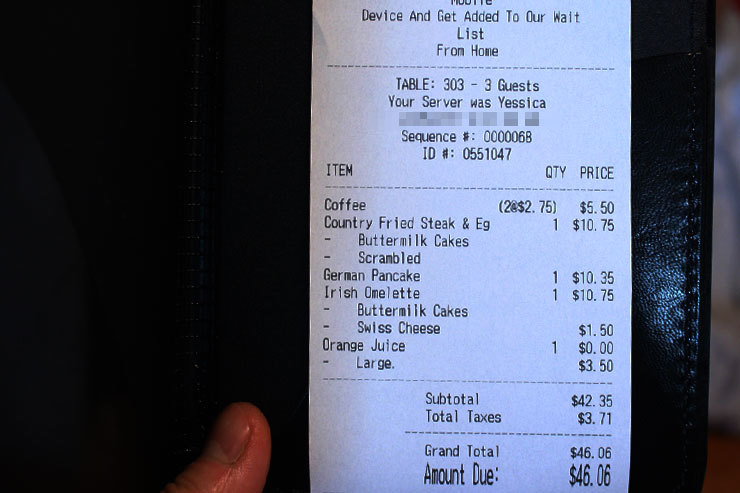 Mobile
Device And Get Added To Our Wait
List
From Home
TABLE: 303 - 3 Guests
Your Server was Yessica
Sequence #: 0000068
ID #: 0551047
ITEM QTY PRICE
Coffee (2@$2.75) $5.50
Country Fried Steak & Eg 1 $10.75
- Buttermilk Cakes
- Scrambled
German Pancake 1 $10.35
Irish Omelette 1 $10.75
- Buttermilk Cakes
- Swiss Cheese $1.50
Orange Juice 1 $0.00
- Large. $3.50
Subtotal $42.35
Total Taxes $3.71
Grand Total $46.06
Amount Due: $46.06